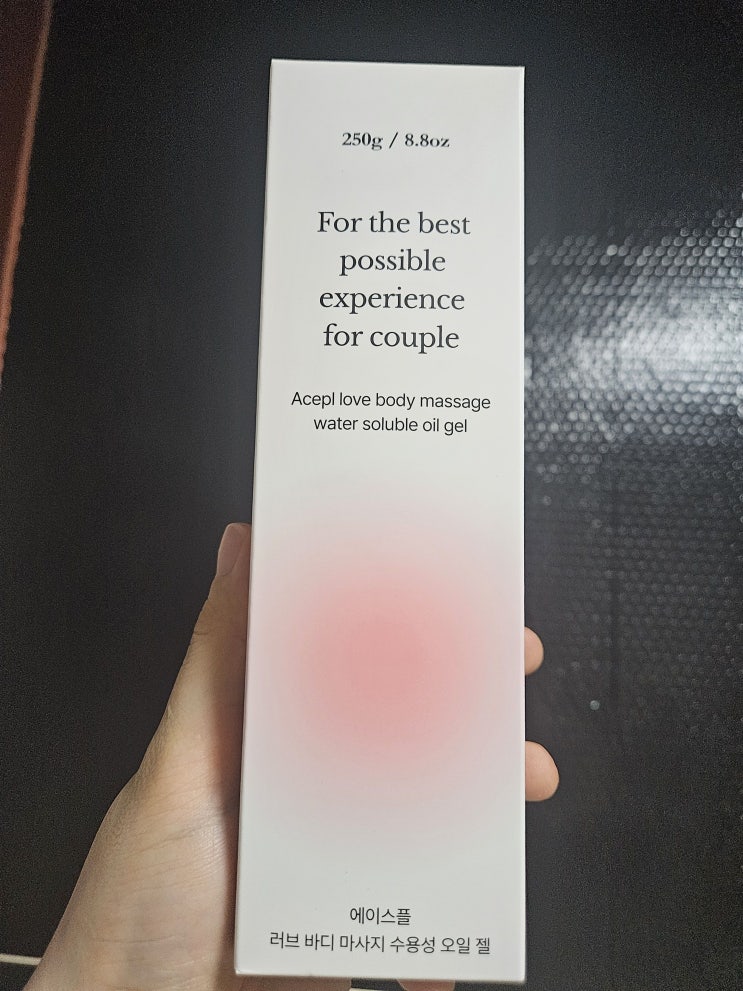 250g / 8.8oz
For the best
possible
experience
for couple
Acepl love body massage
water soluble oil gel
에이스플
러브 바디 마사지 수용성 오일 젤